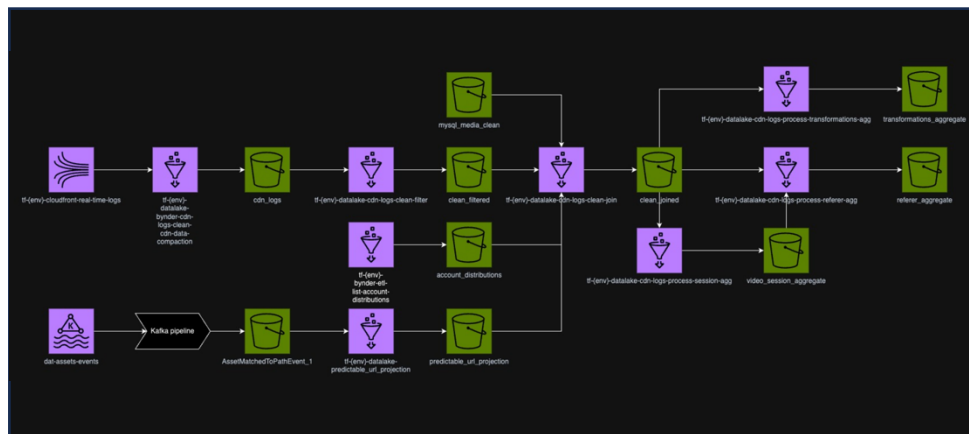 mysql_media_clean
tf-{env}-datalake-cdn-logs-process-transformations-agg
transformations_aggregate
tf-{env}-cloudfront-real-time-logs
tf-{env}-
datalake-
bynder-cdn-
logs-clean-
cdn-data-
compaction
cdn_logs
tf-{env}-datalake-cdn-logs-clean-filter
clean_filtered
tf-{env}-datalake-cdn-logs-clean-join
clean_joined
tf-{env}-datalake-cdn-logs-process-referer-agg
referer_aggregate
tf-{env}-
bynder-etl-
list-account-
distributions
account_distributions
tf-{env}-datalake-cdn-logs-process-session-agg
video_session_aggregate
dat-assets-events
Kafka pipeline
AssetMatchedToPathEvent_1
tf-{env}-datalake-
predictable_url_projection
predictable_url_projection